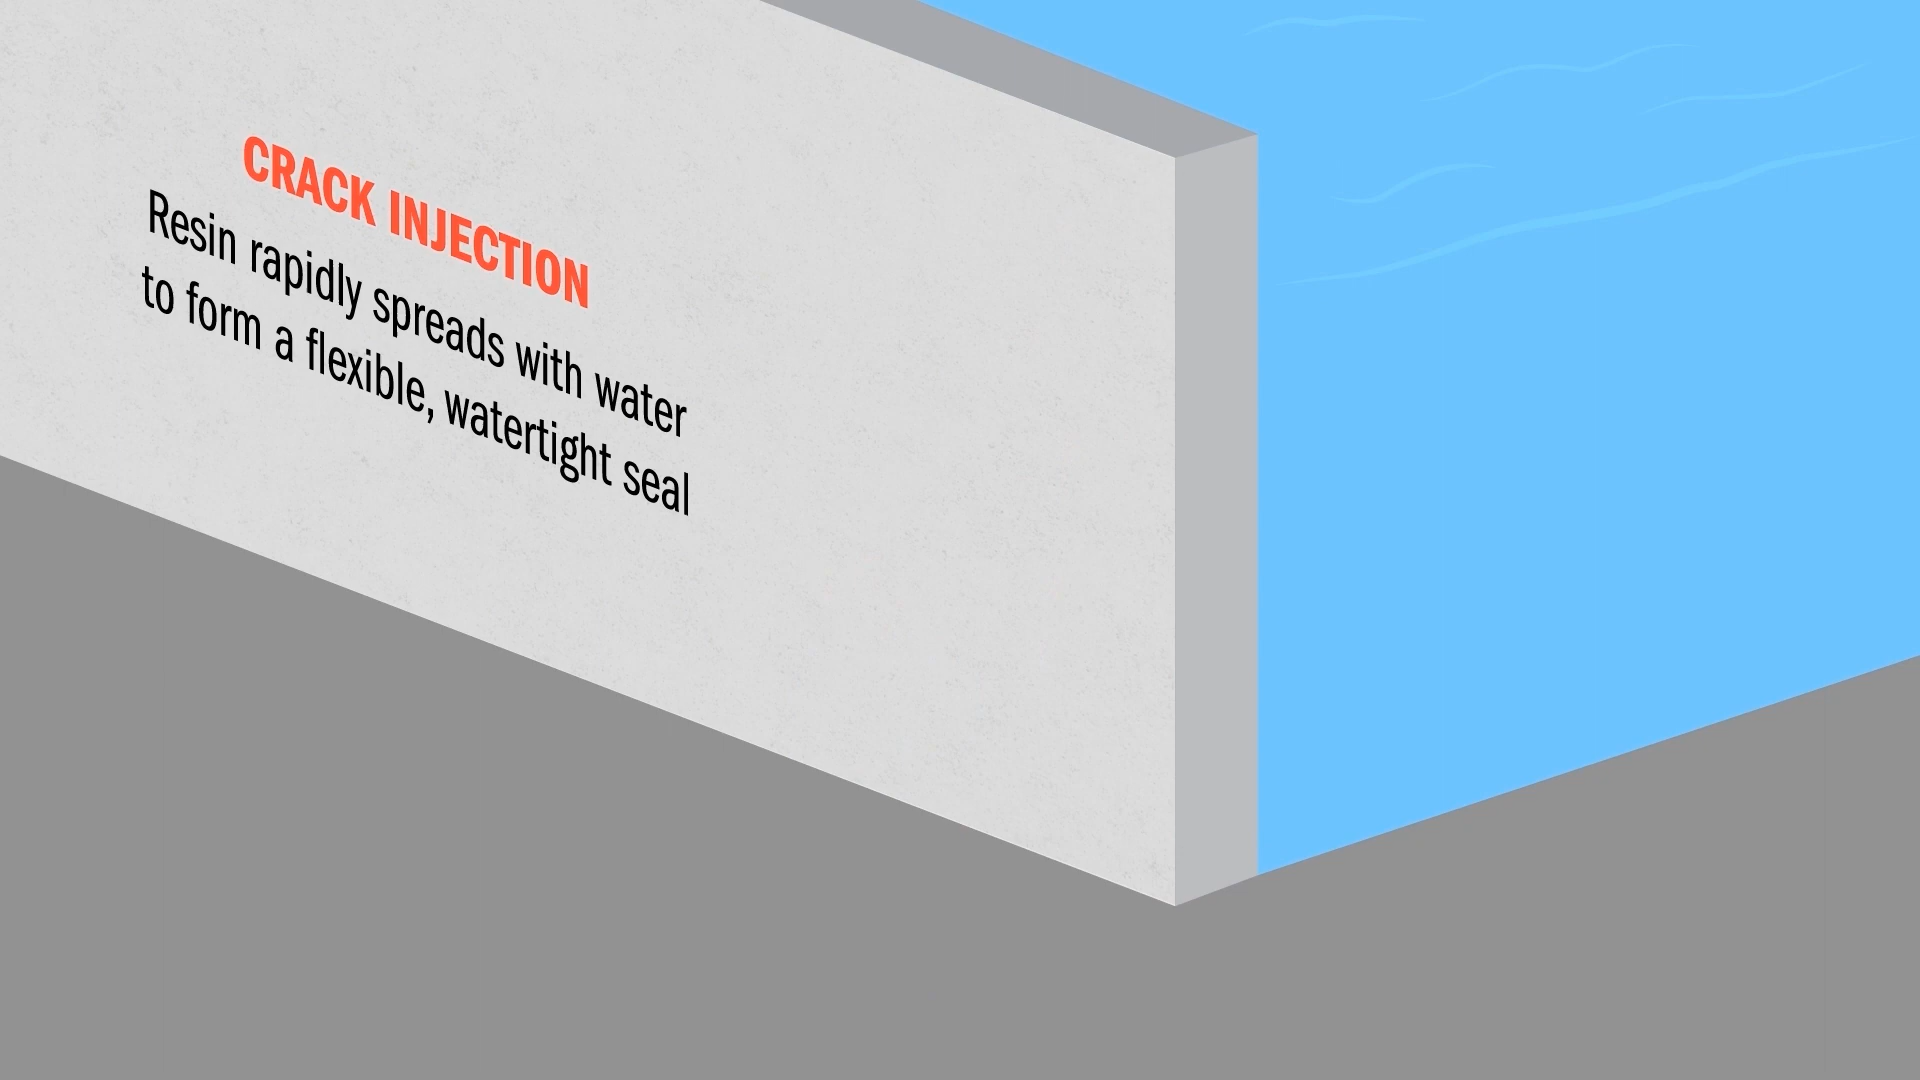 CRACK INJECTION
Resin rapidly spreads with water
to form a flexible, watertight seal